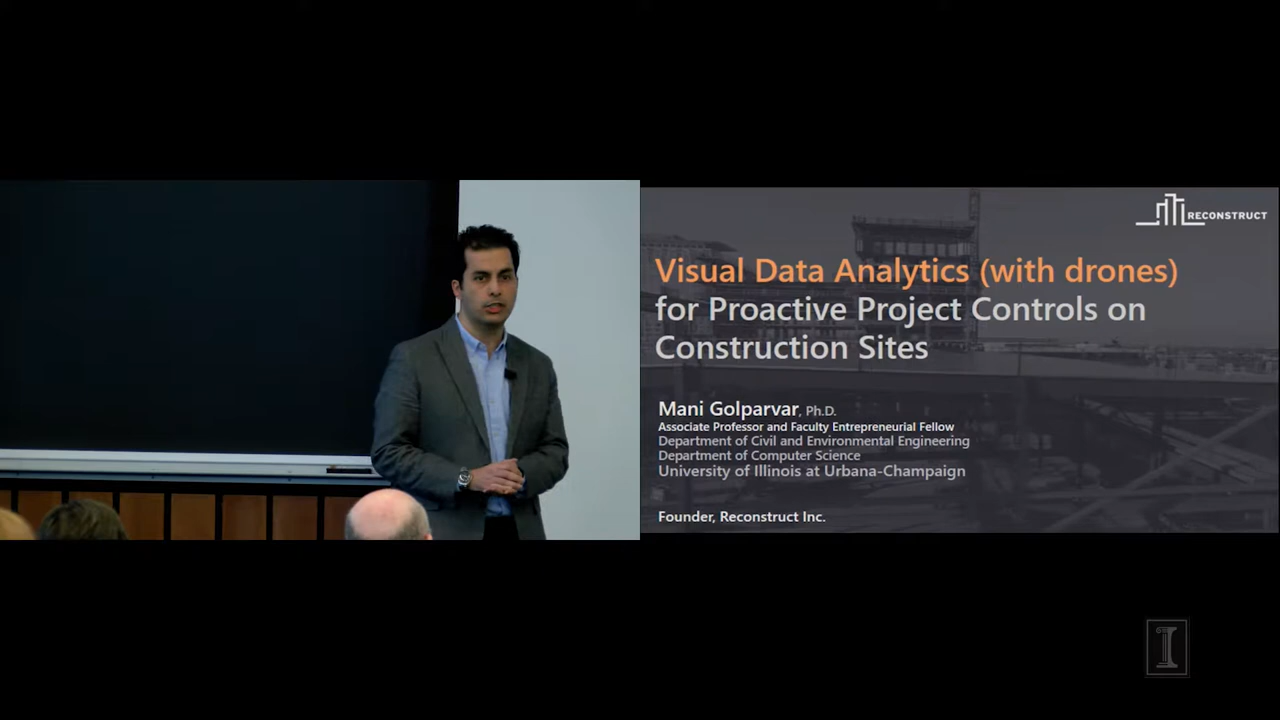 RECONSTRUCT
Visual Data Analytics (with drones)
for Proactive Project Controls on
Construction Sites
Mani Golparvar, Ph.D.
Associate Professor and Faculty Entrepreneurial Fellow
Department of Civil and Environmental Engineering
Department of Computer Science
University of Illinois at Urbana-Champaign
Founder, Reconstruct Inc.
I